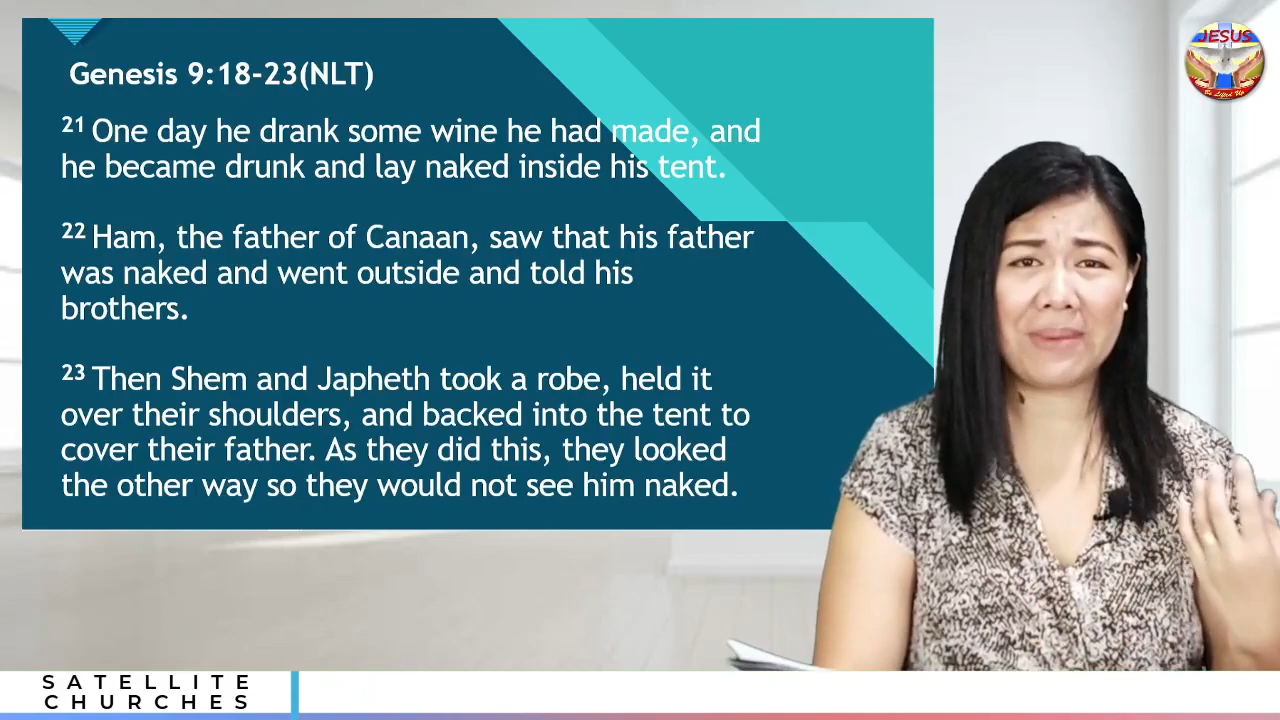 Genesis 9:18-23(NLT)
21 One day he drank some wine he had made, and
he became drunk and lay naked inside his tent.
22 Ham, the father of Canaan, saw that his father
was naked and went outside and told his
brothers.
23 Then Shem and Japheth took a robe, held it
over their shoulders, and backed into the tent to
cover their father. As they did this, they looked
the other way so they would not see him naked.
JESUS
Be Lifted Up
SATELLITE
CHURCHES